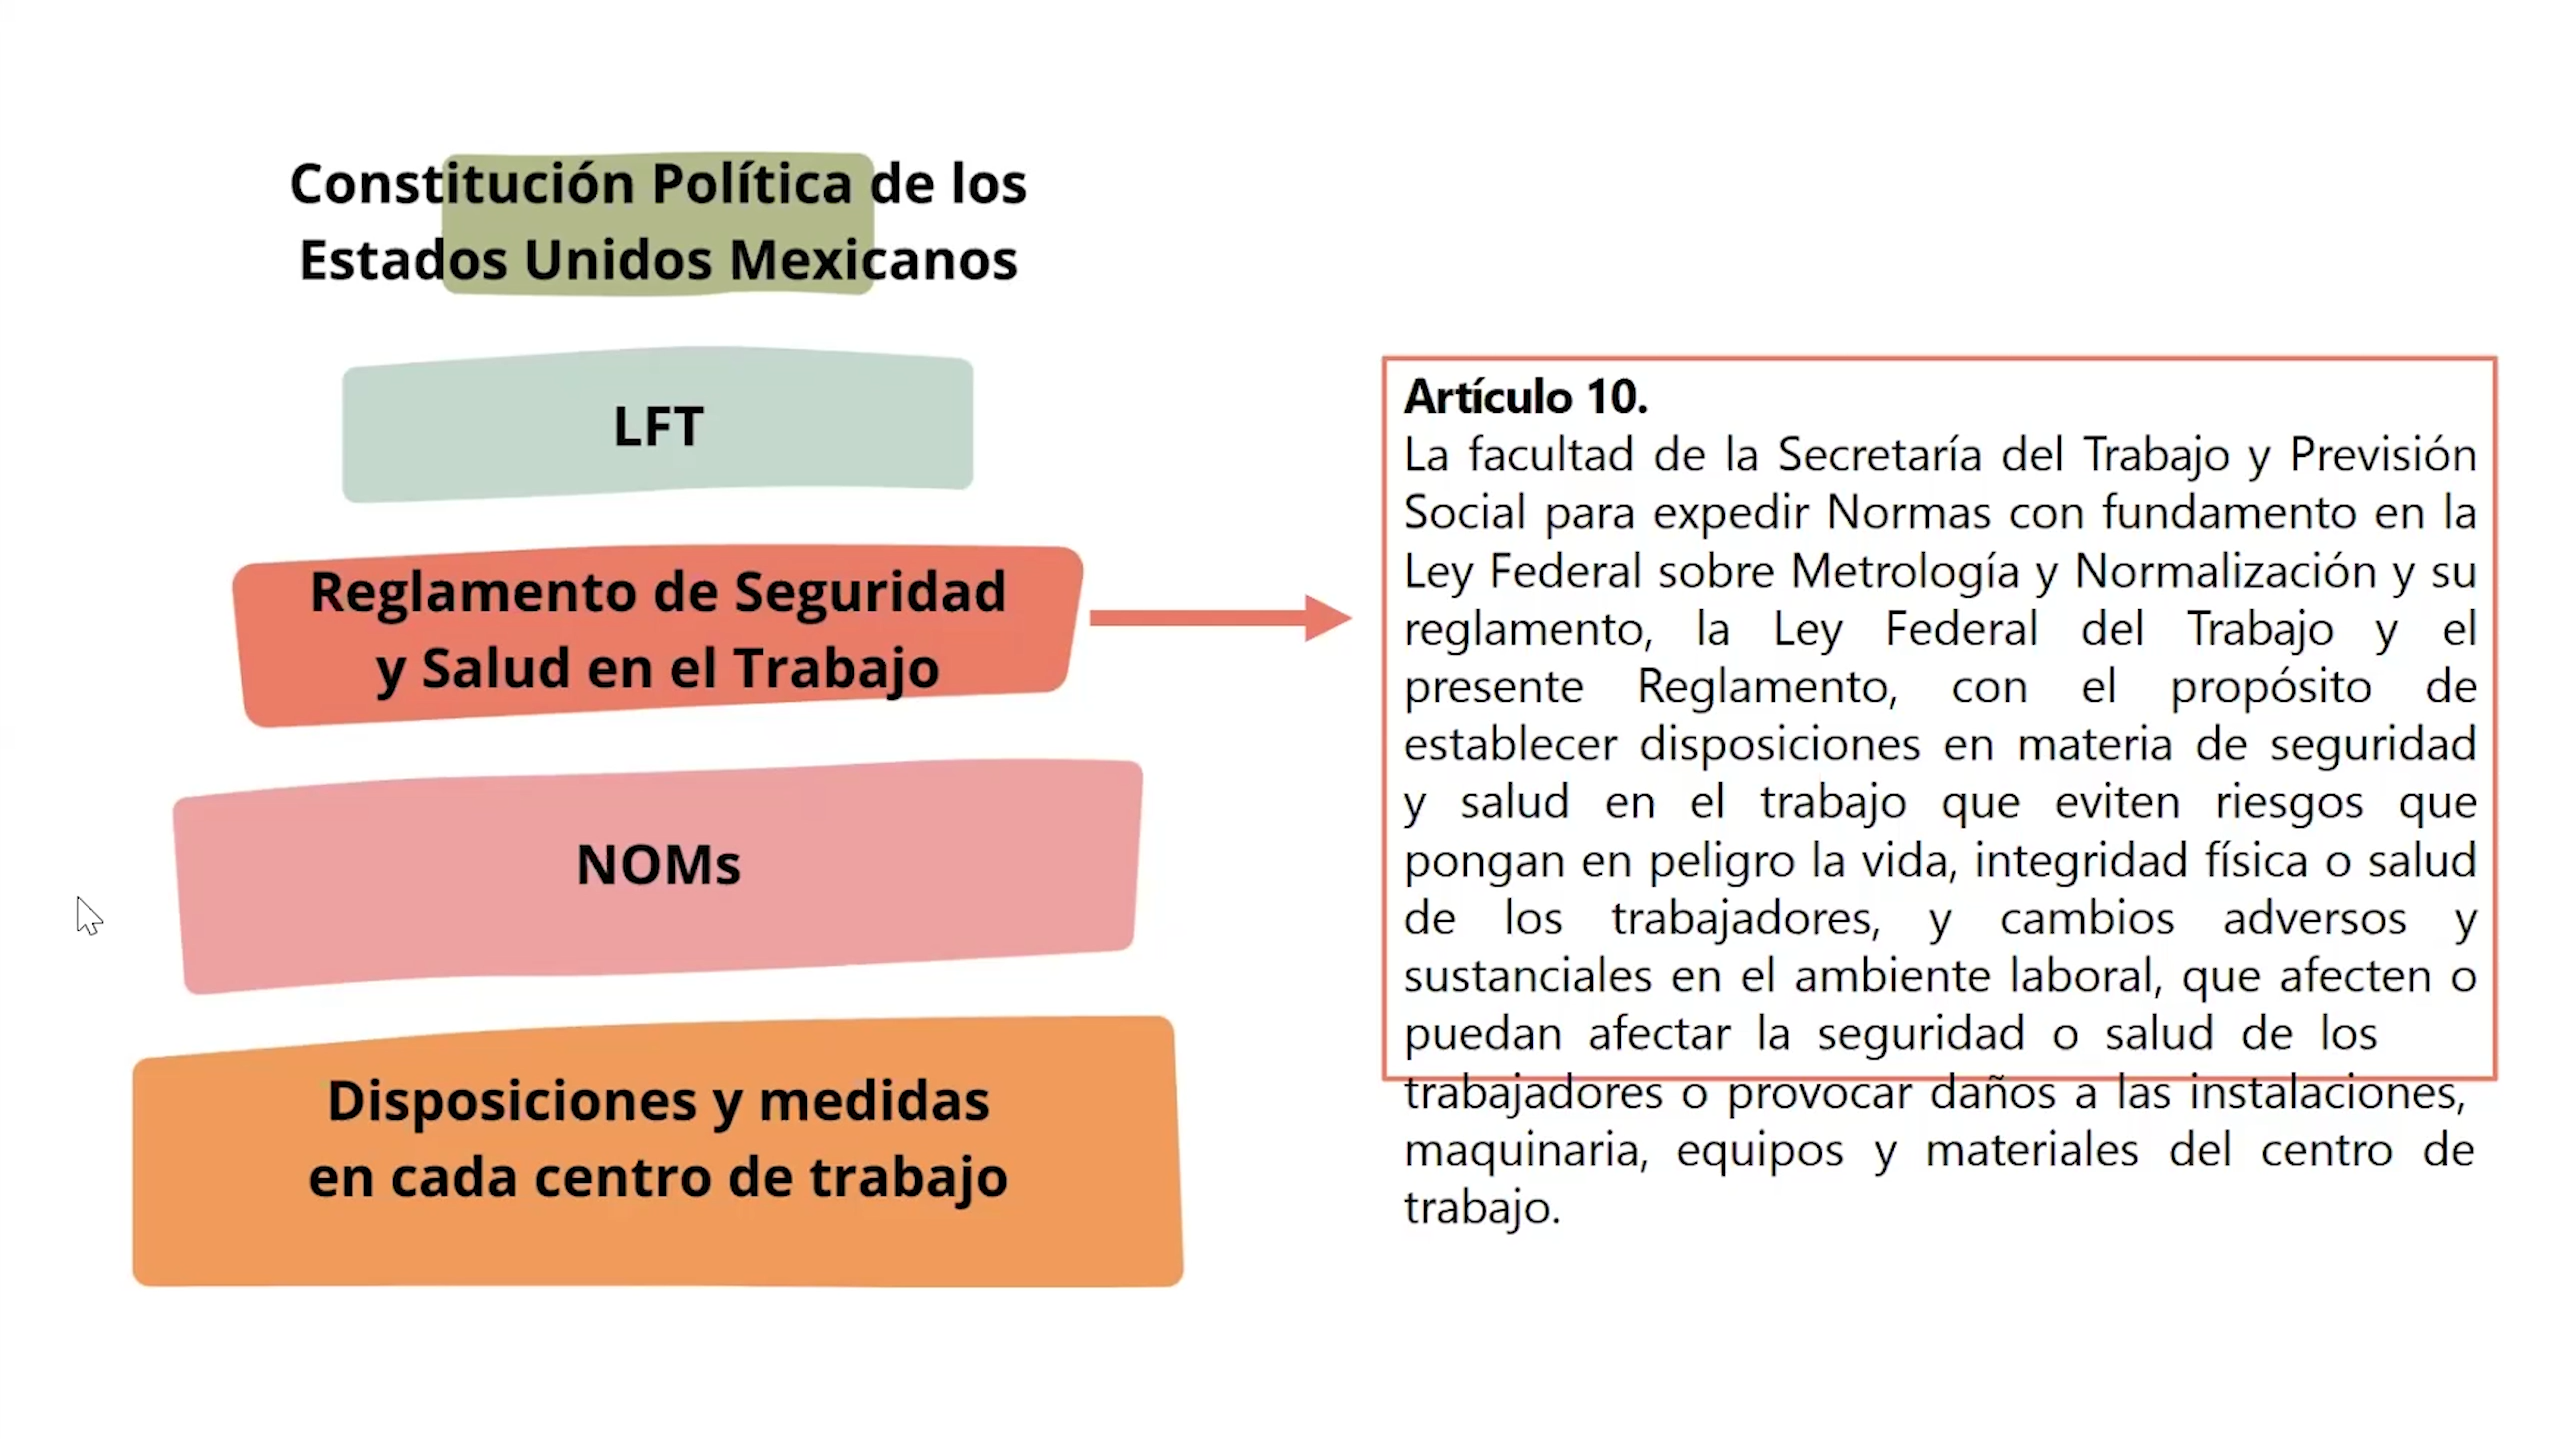 Constitución Política de los
Estados Unidos Mexicanos
LFT
Reglamento de Seguridad
y Salud en el Trabajo
NOMs
Disposiciones y medidas
en cada centro de trabajo
Artículo 10.
La facultad de la Secretaría del Trabajo y Previsión
Social para expedir Normas con fundamento en la
Ley Federal sobre Metrología y Normalización y su
reglamento, la Ley Federal del Trabajo y el
presente Reglamento, con el propósito de
establecer disposiciones en materia de seguridad
y salud en el trabajo que eviten riesgos que
pongan en peligro la vida, integridad física o salud
de los trabajadores, y cambios adversos y
sustanciales en el ambiente laboral, que afecten o
puedan afectar la seguridad o salud de los
trabajadores o provocar daños a las instalaciones,
maquinaria, equipos y materiales del centro de
trabajo.